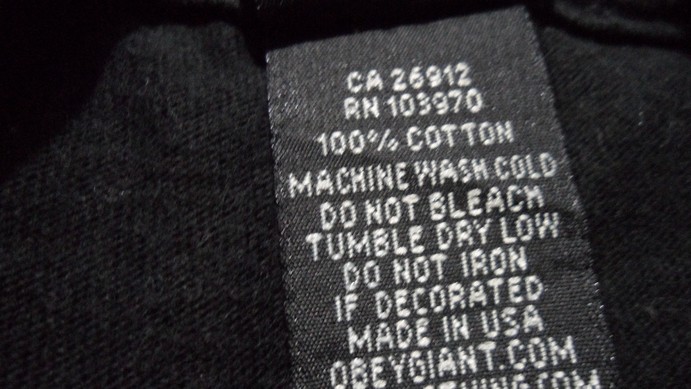 CA 26912
RN 103970
100% COTTON
MACHINE WASH COLD
DO NOT BLEACH
TUMBLE DRY LOW
DO NOT IRON
IF DECORATED
MADE IN USA
OBEYGIANT.COM